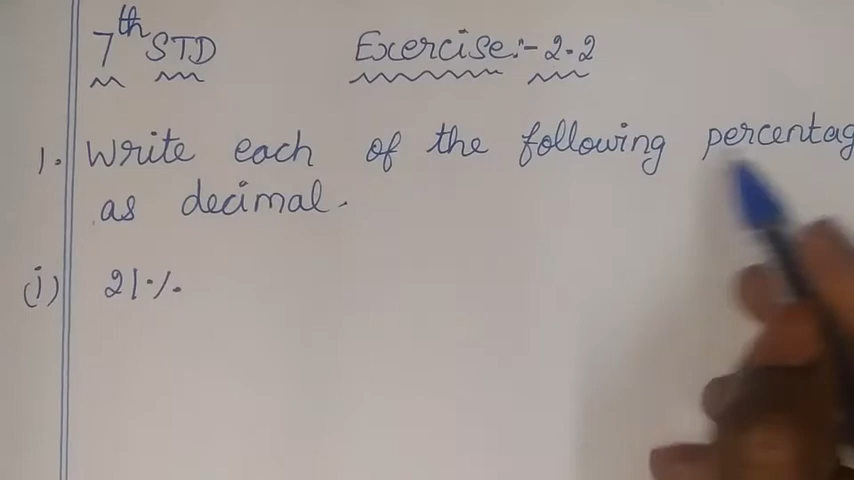 7th STD Exercise:- 2.2
1. Write each of the following percentag
as decimal.
(i) 21%